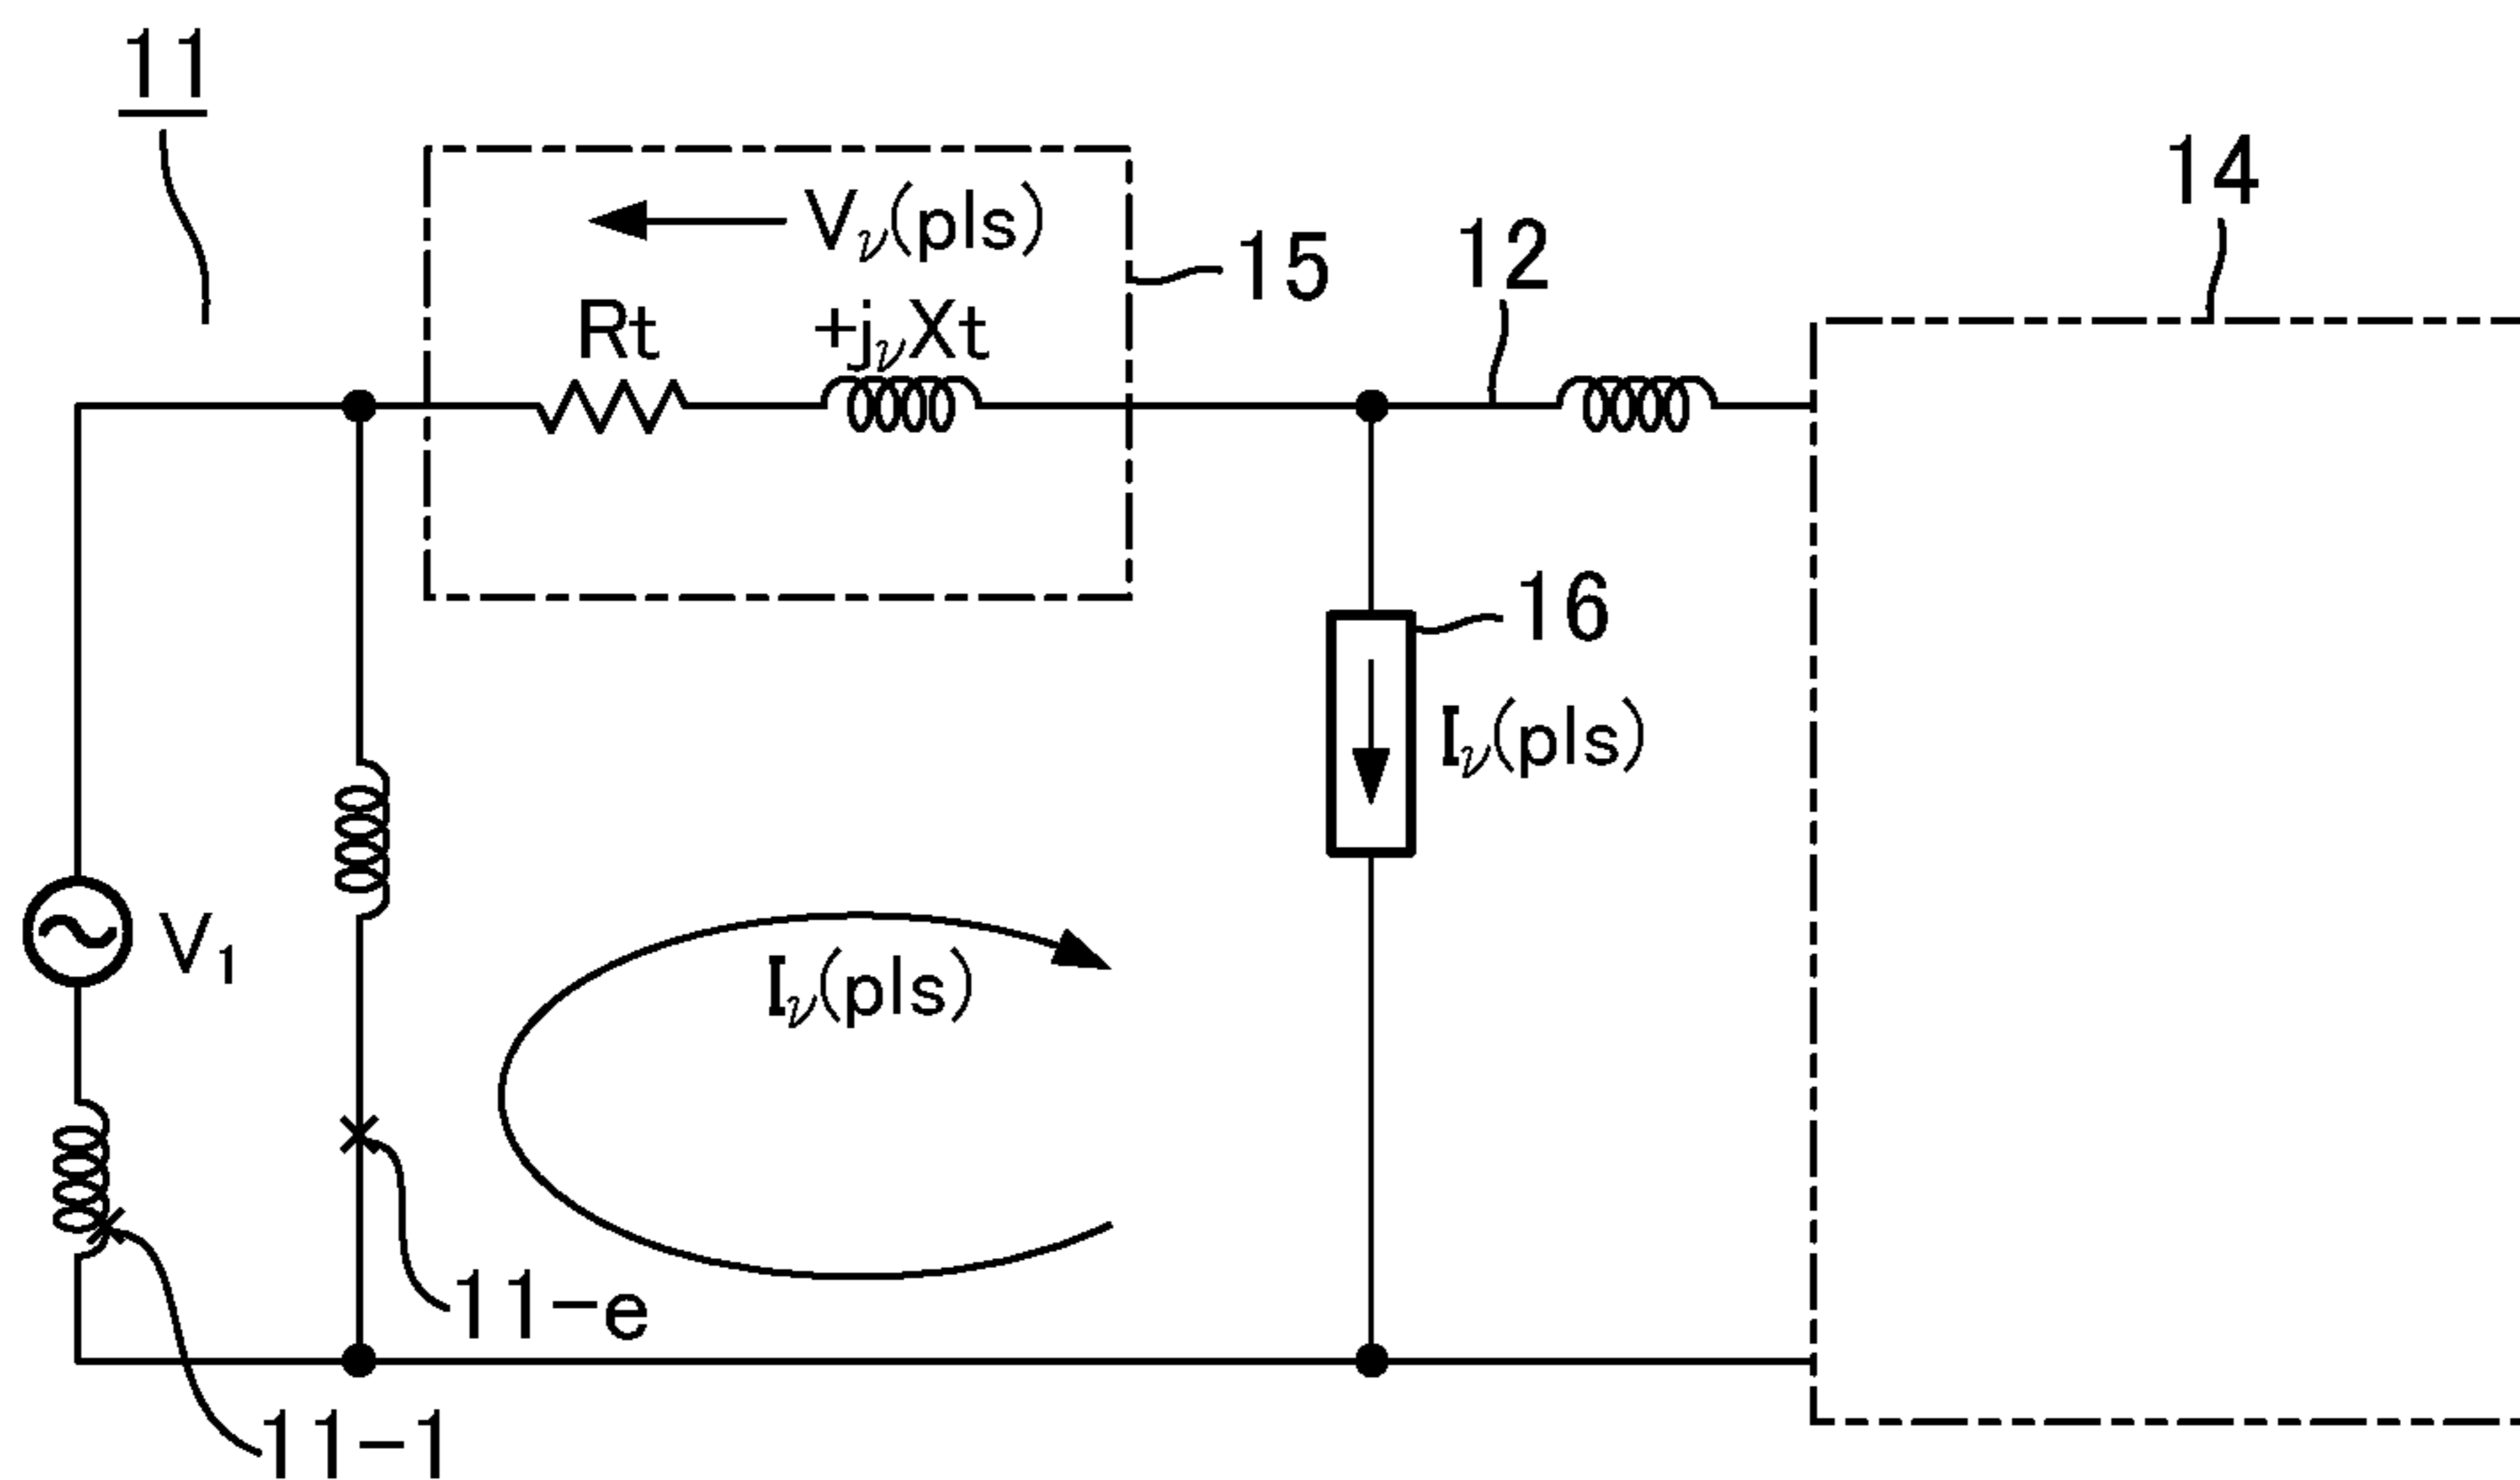 11
14
Vν(pls)
15
12
Rt
+jνXt
16
Iν(pls)
V1
Iν(pls)
11-e
11-1